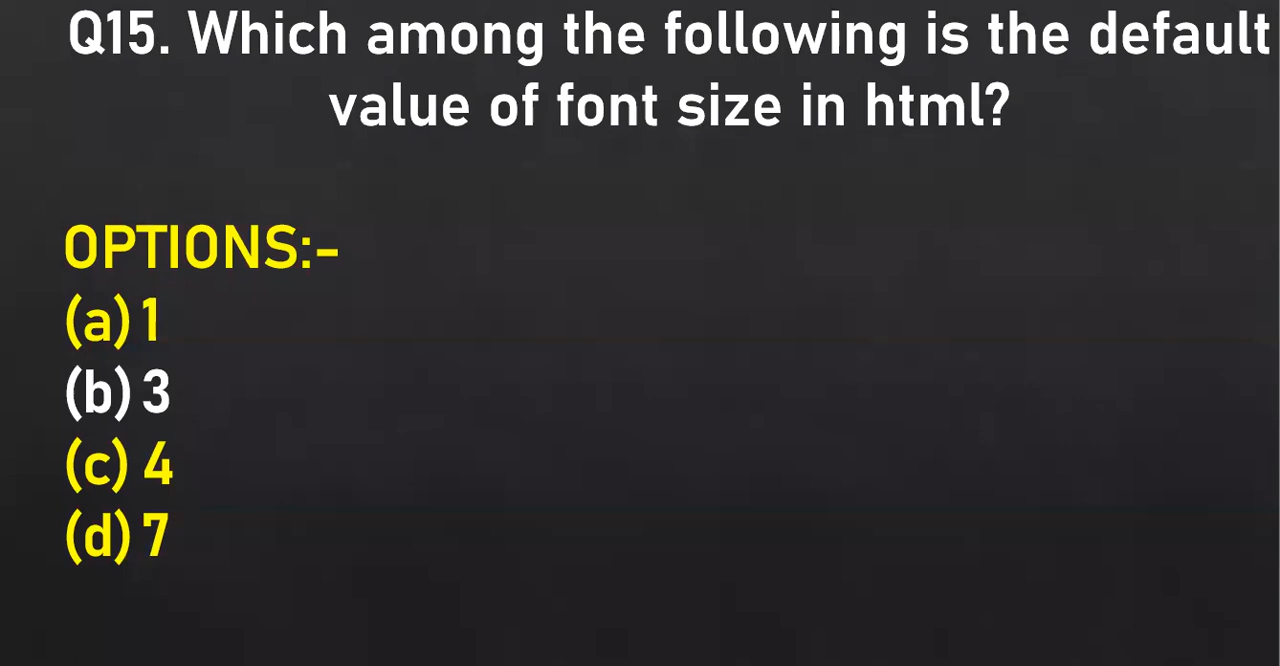 Q15. Which among the following is the default
value of font size in html?
OPTIONS:-
(a) 1
(b) 3
(c) 4
(d) 7